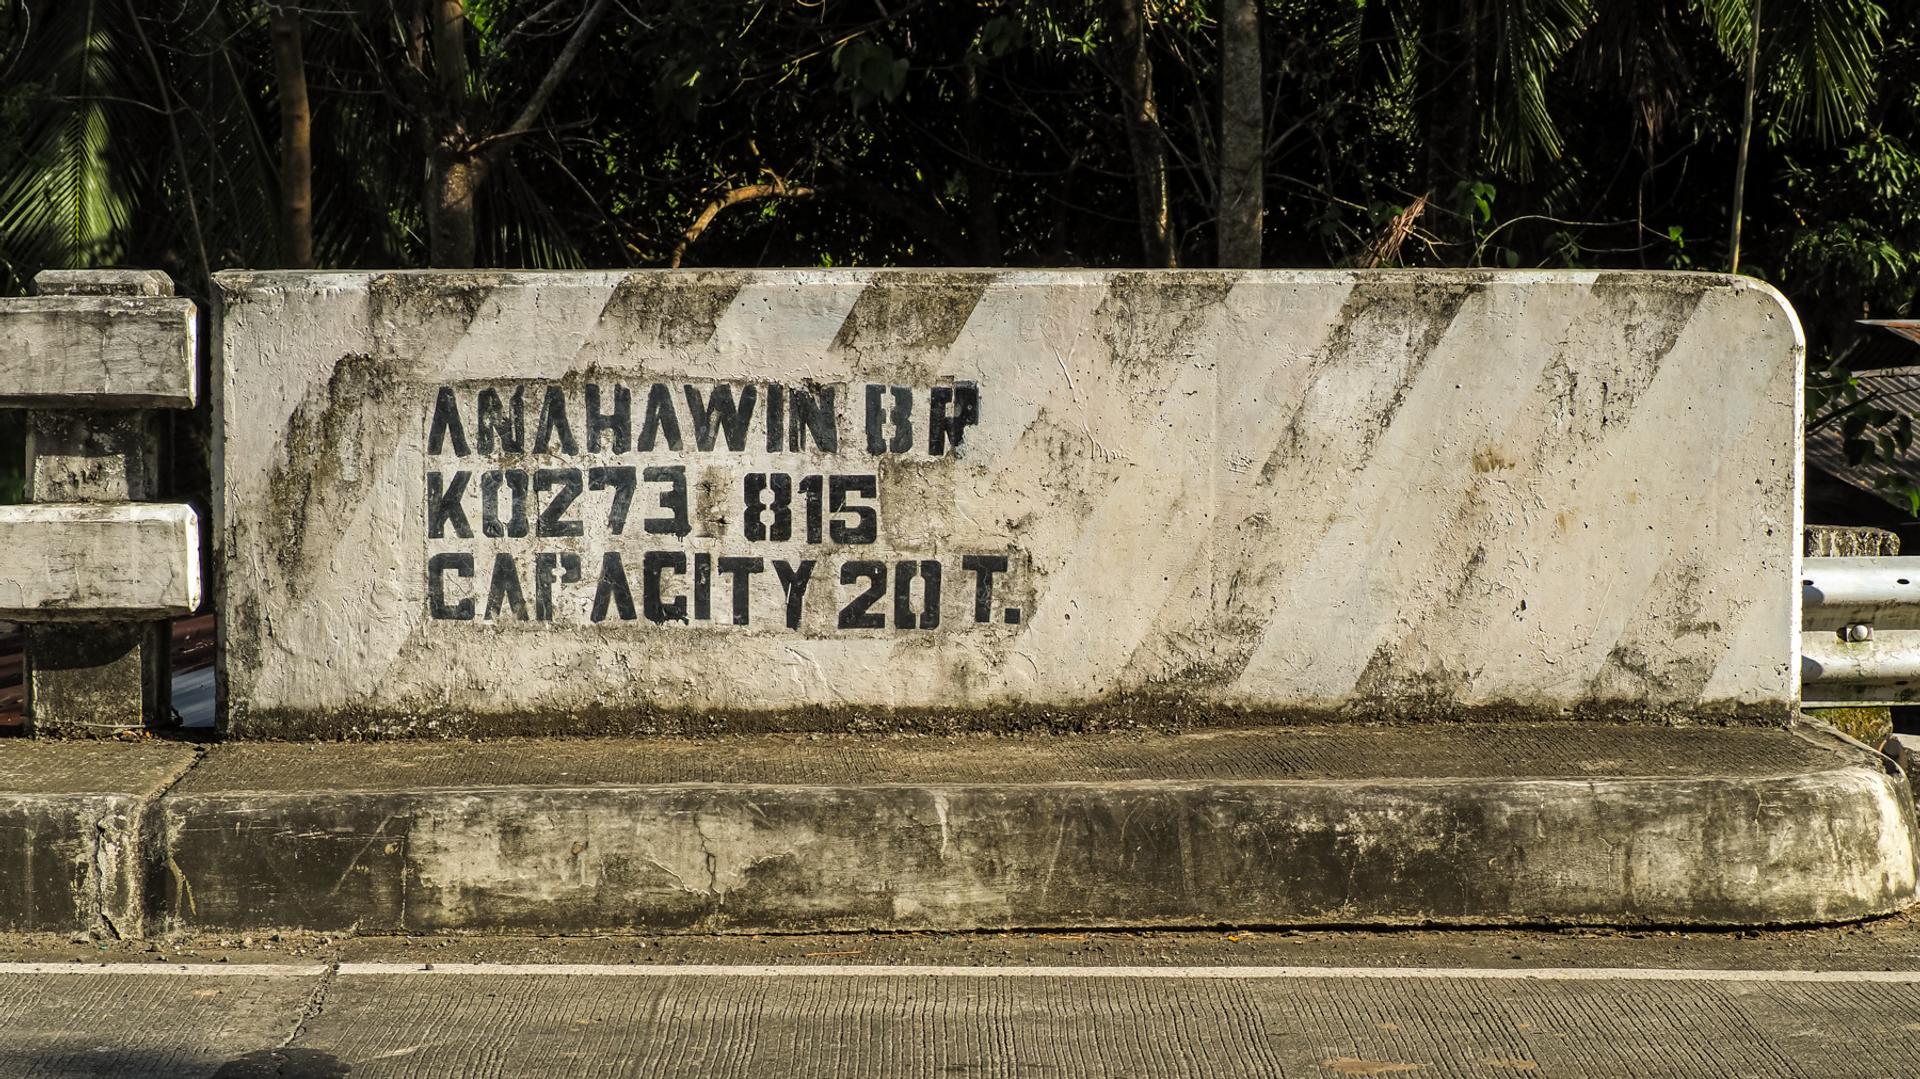 ANAHAWIN BR
K0273 815
CAPACITY 20 T.